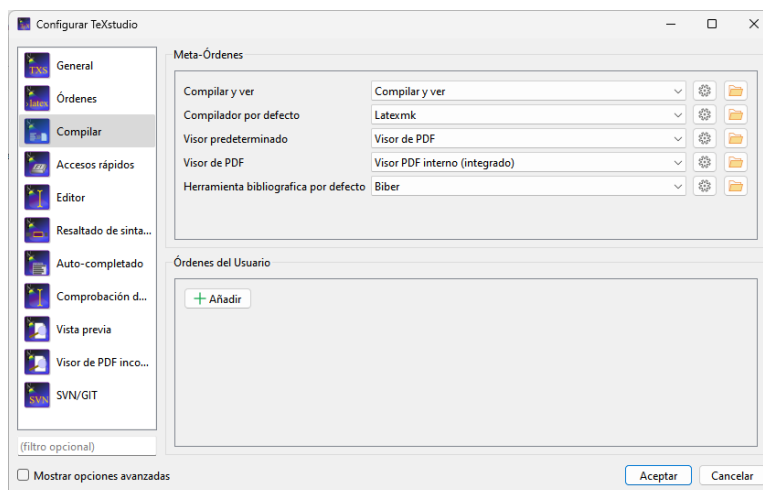 Configurar TeXstudio
General
Órdenes
Compilar
Accesos rápidos
Editor
Resaltado de sinta...
Auto-completado
Comprobación d...
Vista previa
Visor de PDF inco...
SVN/GIT
(filtro opcional)
Mostrar opciones avanzadas
Meta-Órdenes
Compilar y ver Compilar y ver
Compilador por defecto Latexmk
Visor predeterminado Visor de PDF
Visor de PDF Visor PDF interno (integrado)
Herramienta bibliografica por defecto Biber
Órdenes del Usuario
Añadir
Aceptar Cancelar